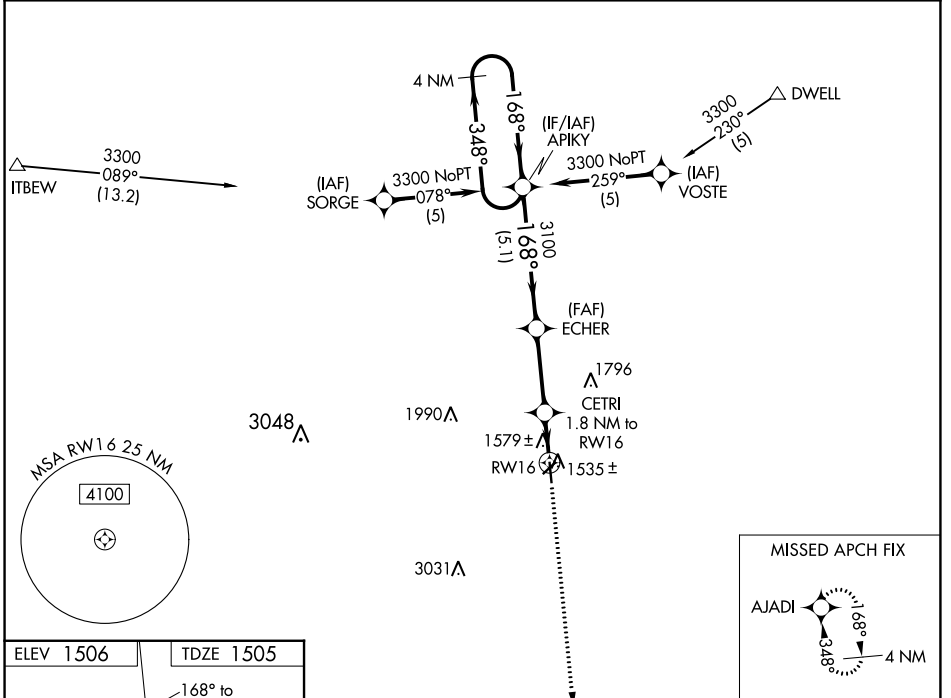 4 NM
168°
348°
(IF/IAF)
APIKY
3300
230°
(5)
DWELL
ITBEW
3300
089°
(13.2)
(IAF)
SORGE
3300 NoPT
078°
(5)
3300 NoPT
259°
(5)
(IAF)
VOSTE
3100
168°
(5.1)
(FAF)
ECHER
1796
CETRI
1.8 NM to
RW16
3048
1990
1579 ±
RW16
1535 ±
MSA RW16 25 NM
4100
3031
MISSED APCH FIX
AJADI
168°
348°
4 NM
ELEV 1506
TDZE 1505
168° to